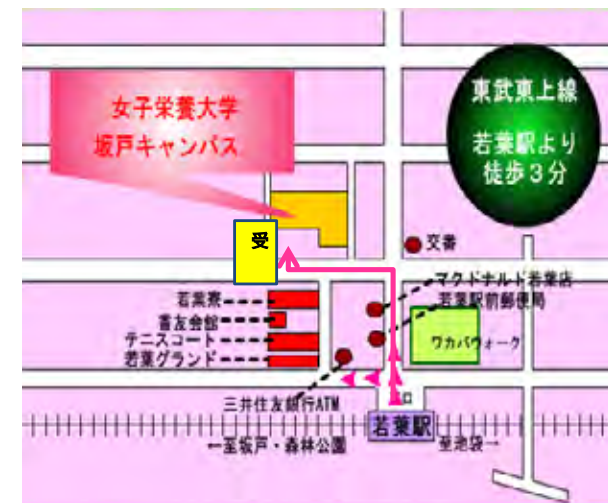 女子栄養大学
坂戸キャンパス
東武東上線
若葉駅より
徒歩3分
受
交番
マクドナルド若葉店
若葉駅前郵便局
若葉寮
香友会館
テニスコート
若葉グランド
ワカバウォーク
三井住友銀行ATM
若葉駅
←至坂戸・森林公園
至池袋→